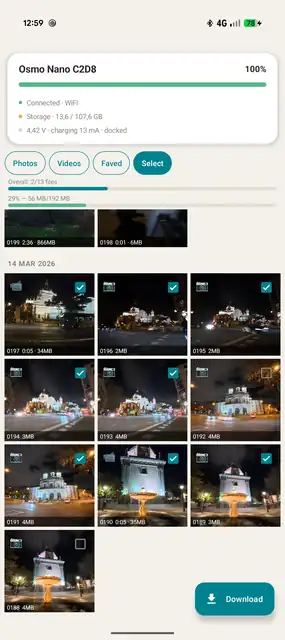 12:59
4G 78
Osmo Nano C2D8 100%
Connected · WiFi
Storage · 13,6 / 107,6 GB
4,42 V · charging 13 mA · docked
Photos Videos Faved Select
Overall: 2/13 files
29% — 56 MB/192 MB
0199 2:36 · 866MB 0198 0:01 · 6MB
14 MAR 2026
0197 0:05 · 34MB 0196 2MB 0195 2MB
0194 3MB 0193 4MB 0192 4MB
0191 4MB 0190 0:05 · 35MB 0189 3MB
0188 4MB
Download